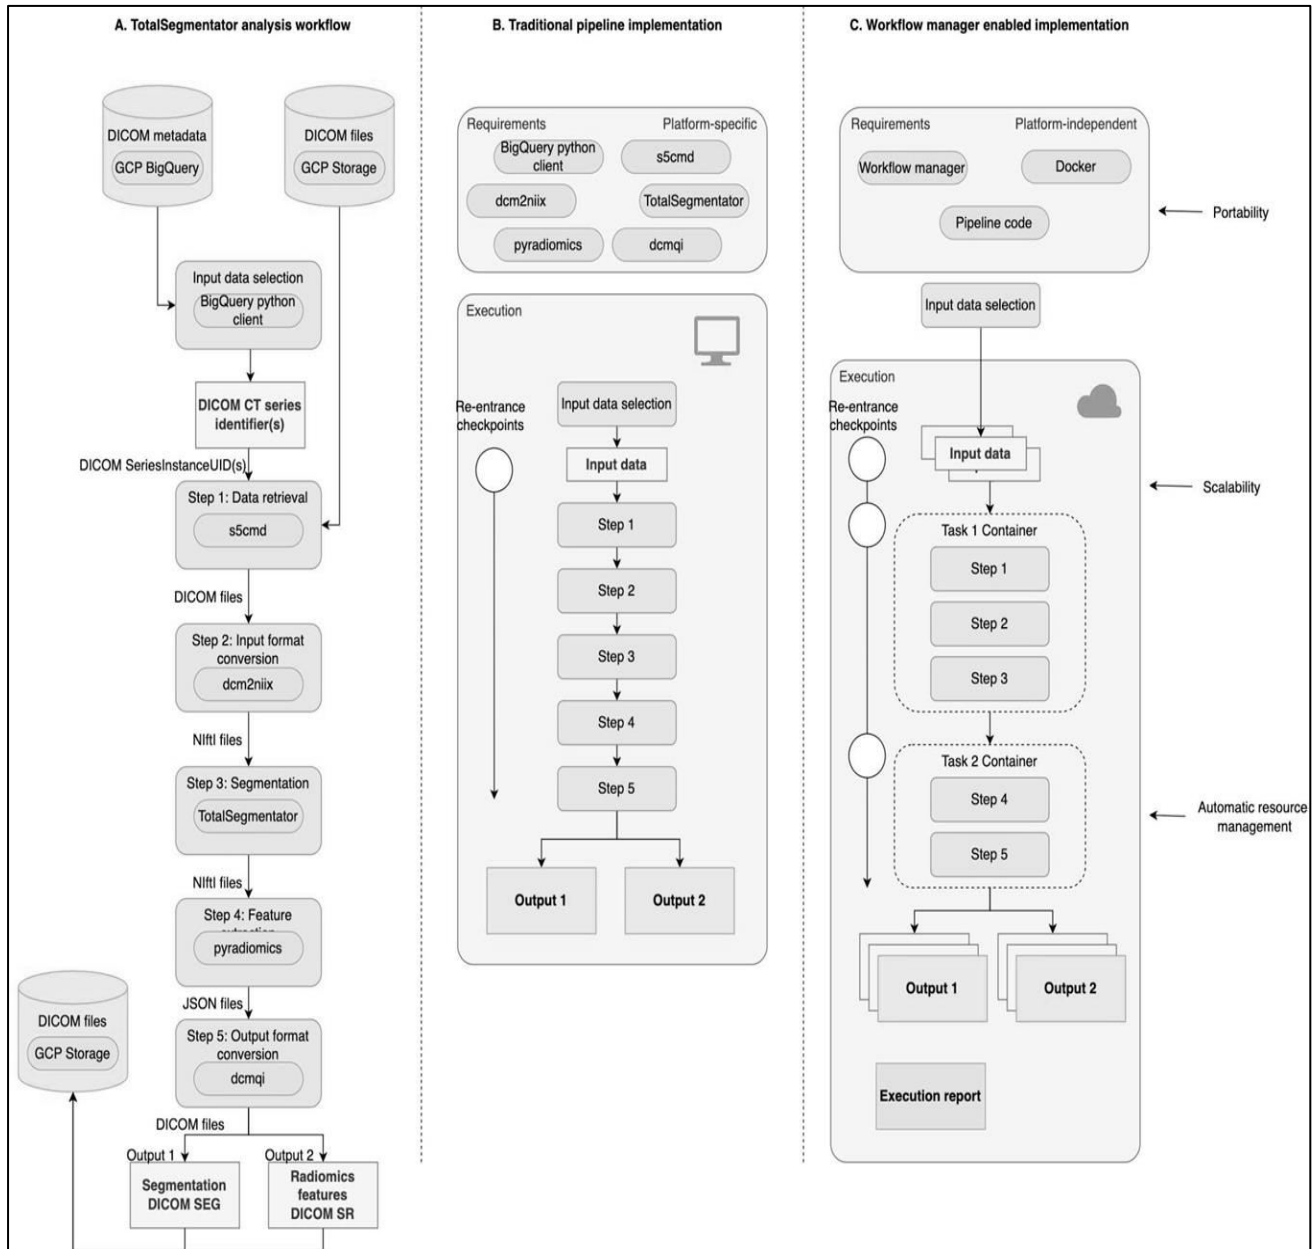 A. TotalSegmentator analysis workflow
DICOM metadata
GCP BigQuery
DICOM files
GCP Storage
Input data selection
BigQuery python
client
DICOM CT series
identifier(s)
DICOM SeriesInstanceUID(s)
Step 1: Data retrieval
s5cmd
DICOM files
Step 2: Input format
conversion
dcm2niix
NIftI files
Step 3: Segmentation
TotalSegmentator
NIftI files
Step 4: Feature
extraction
pyradiomics
JSON files
Step 5: Output format
conversion
dcmqi
DICOM files
GCP Storage
DICOM files
Output 1
Segmentation
DICOM SEG
Output 2
Radiomics
features
DICOM SR
B. Traditional pipeline implementation
Requirements
Platform-specific
BigQuery python
client
s5cmd
dcm2niix
TotalSegmentator
pyradiomics
dcmqi
Execution
Re-entrance
checkpoints
Input data selection
Input data
Step 1
Step 2
Step 3
Step 4
Step 5
Output 1
Output 2
C. Workflow manager enabled implementation
Requirements
Platform-independent
Workflow manager
Docker
Pipeline code
Portability
Input data selection
Execution
Re-entrance
checkpoints
Input data
Scalability
Task 1 Container
Step 1
Step 2
Step 3
Task 2 Container
Step 4
Step 5
Automatic resource
management
Output 1
Output 2
Execution report